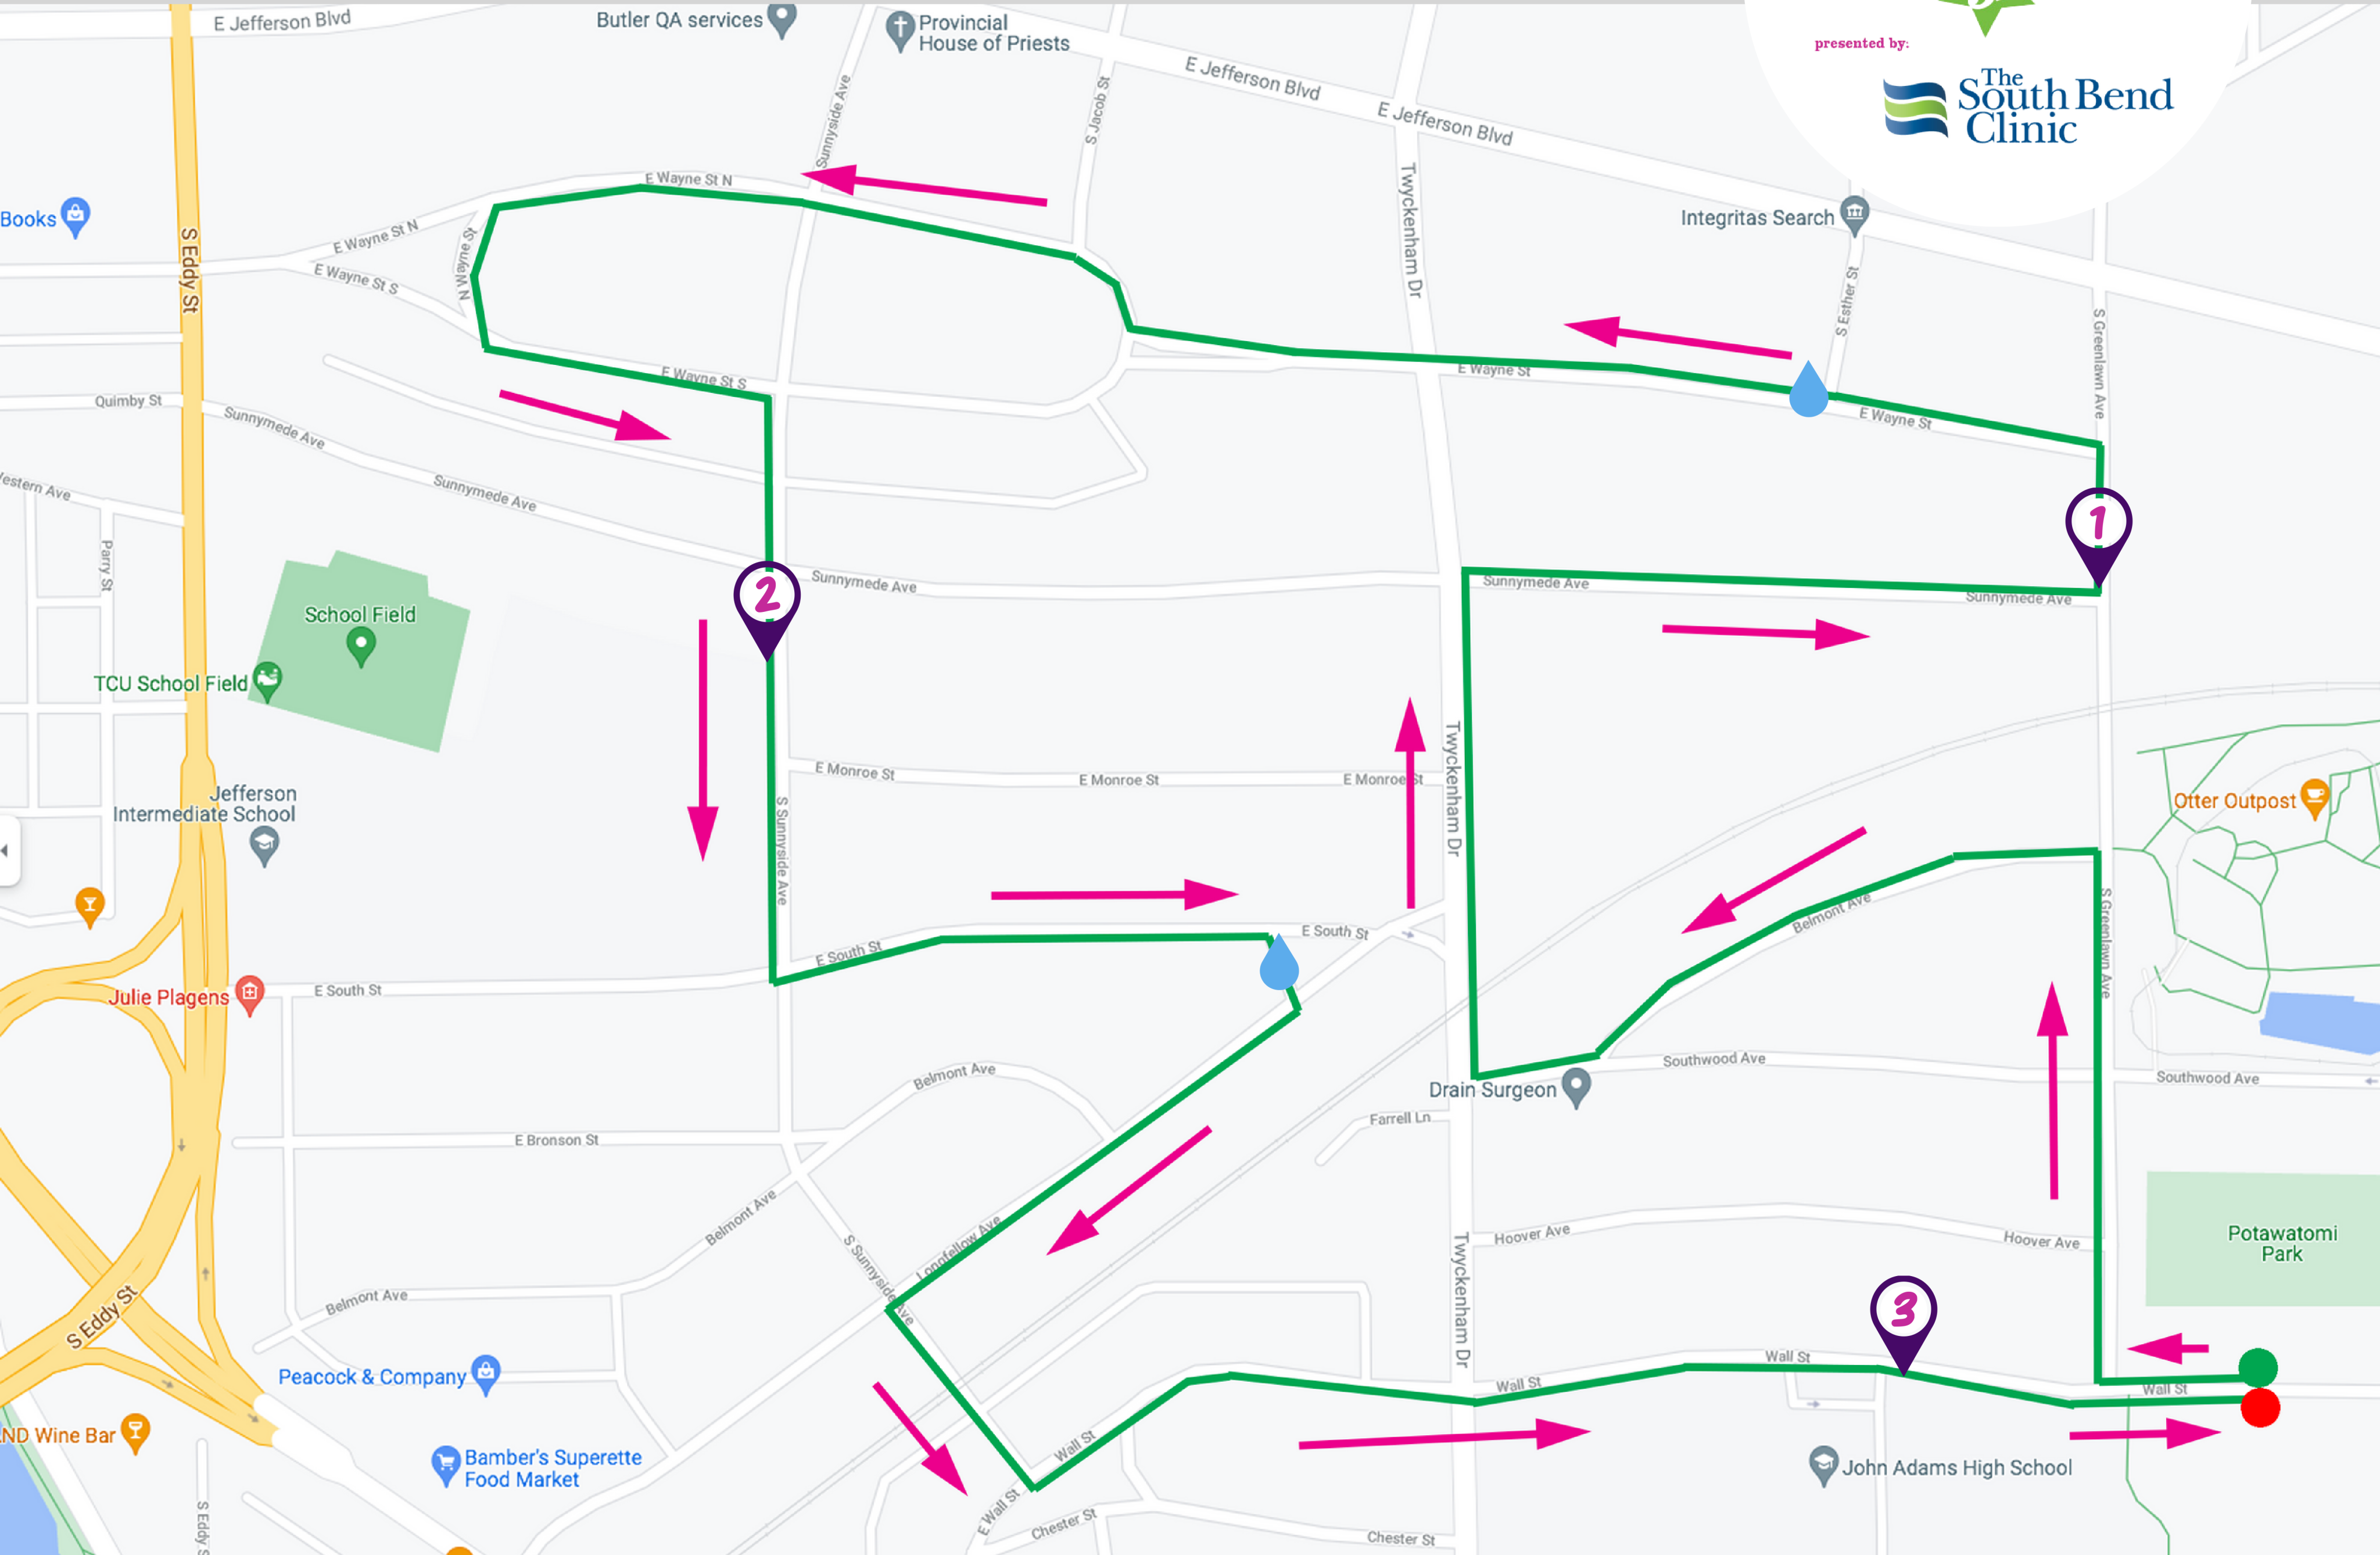 E Jefferson Blvd
Butler QA services
Provincial
House of Priests
E Jefferson Blvd
E Jefferson Blvd
presented by:
The
South Bend
Clinic
Sunnyside Ave
S Jacob St
E Wayne St N
Twyckenham Dr
Integritas Search
Books
S Eddy St
E Wayne St N
E Wayne St S
N W Wayne St
S Esther St
S Greenlawn Ave
E Wayne St S
E Wayne St
E Wayne St
Quimby St
Sunnymede Ave
Sunnymede Ave
Parry St
1
2
Sunnymede Ave
Sunnymede Ave
Sunnymede Ave
School Field
TCU School Field
E Monroe St
E Monroe St
E Monroe St
Twyckenham Dr
Jefferson
Intermediate School
Otter Outpost
S Sunnyside Ave
Belmont Ave
S Greenlawn Ave
E South St
E South St
E South St
Julie Plagens
Belmont Ave
Southwood Ave
Southwood Ave
Drain Surgeon
Farrell Ln
E Bronson St
Belmont Ave
Longfellow Ave
S Sunnyside Ave
Hoover Ave
Hoover Ave
Potawatomi
Park
Twyckenham Dr
Belmont Ave
S Eddy St
3
Wall St
Wall St
Wall St
Peacock & Company
ND Wine Bar
Wall St
Bamber's Superette
Food Market
John Adams High School
E Wall St
Chester St
Chester St
S Eddy S